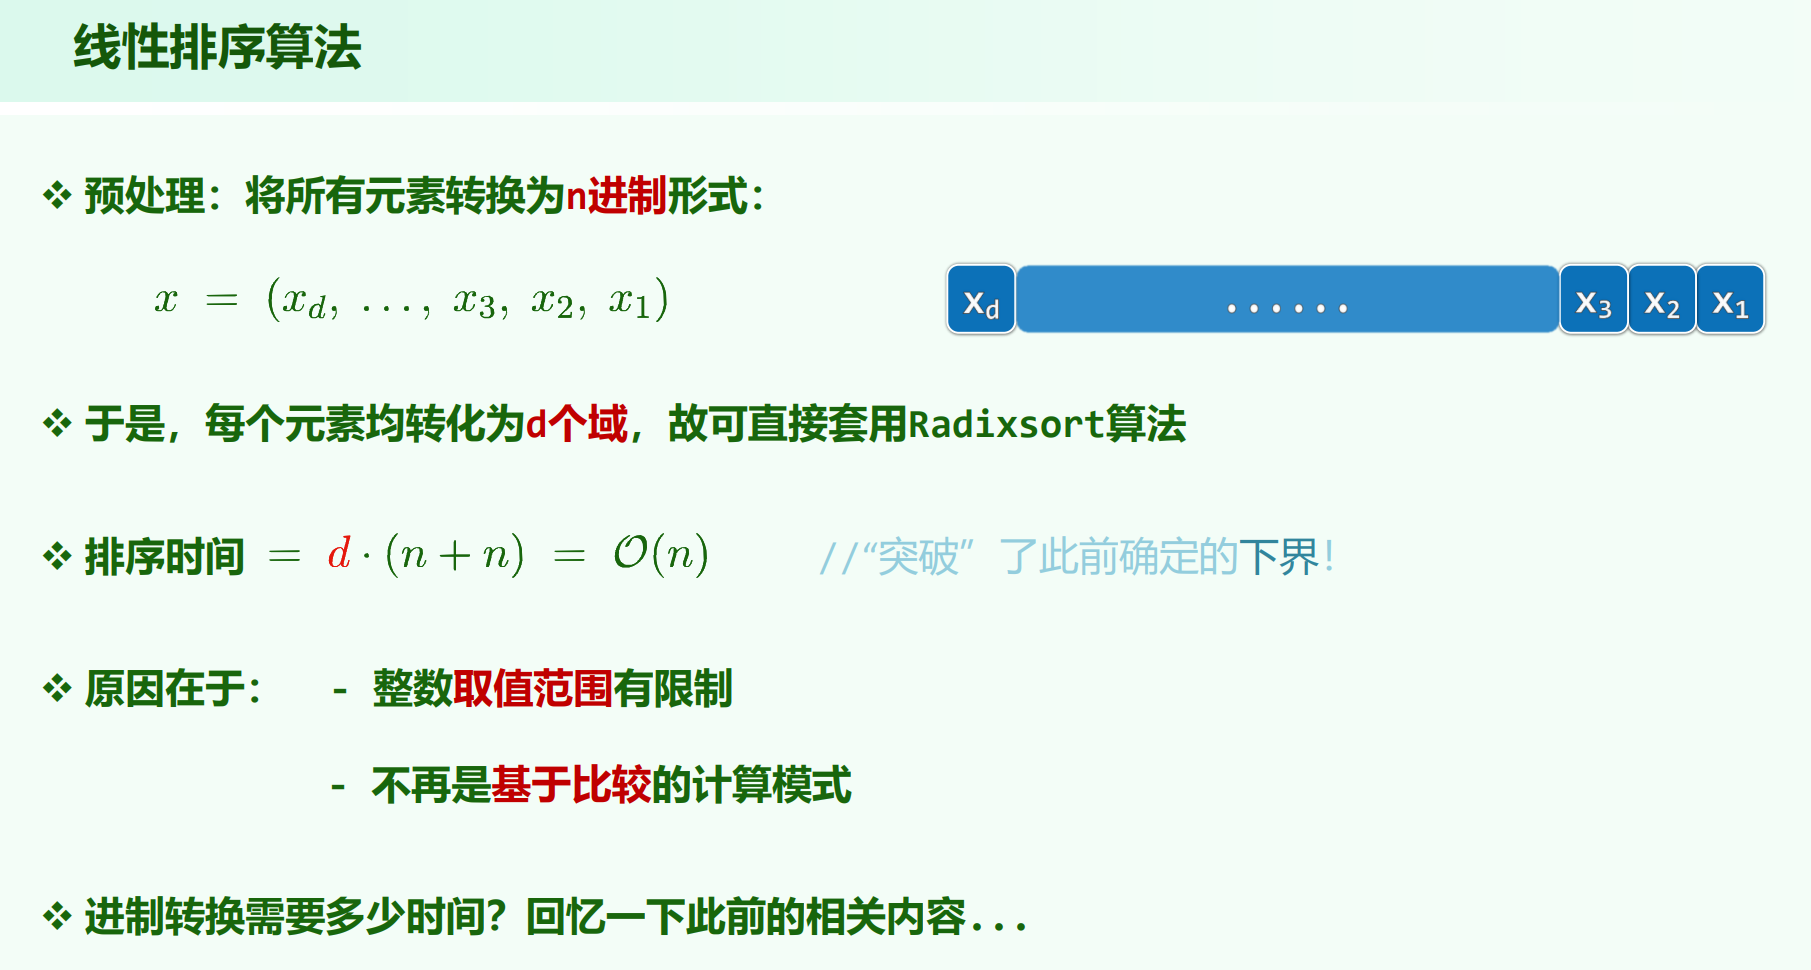 线性排序算法
❖ 预处理：将所有元素转换为n进制形式：
x = (x_d, ..., x_3, x_2, x_1)
x_d ...... x_3 x_2 x_1
❖ 于是，每个元素均转化为d个域，故可直接套用Radixsort算法
❖ 排序时间 = d · (n + n) = O(n) //“突破”了此前确定的下界！
❖ 原因在于： - 整数取值范围有限制
- 不再是基于比较的计算模式
❖ 进制转换需要多少时间？回忆一下此前的相关内容...